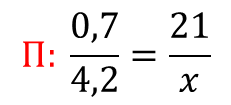 П: 0,7/4,2 = 21/x